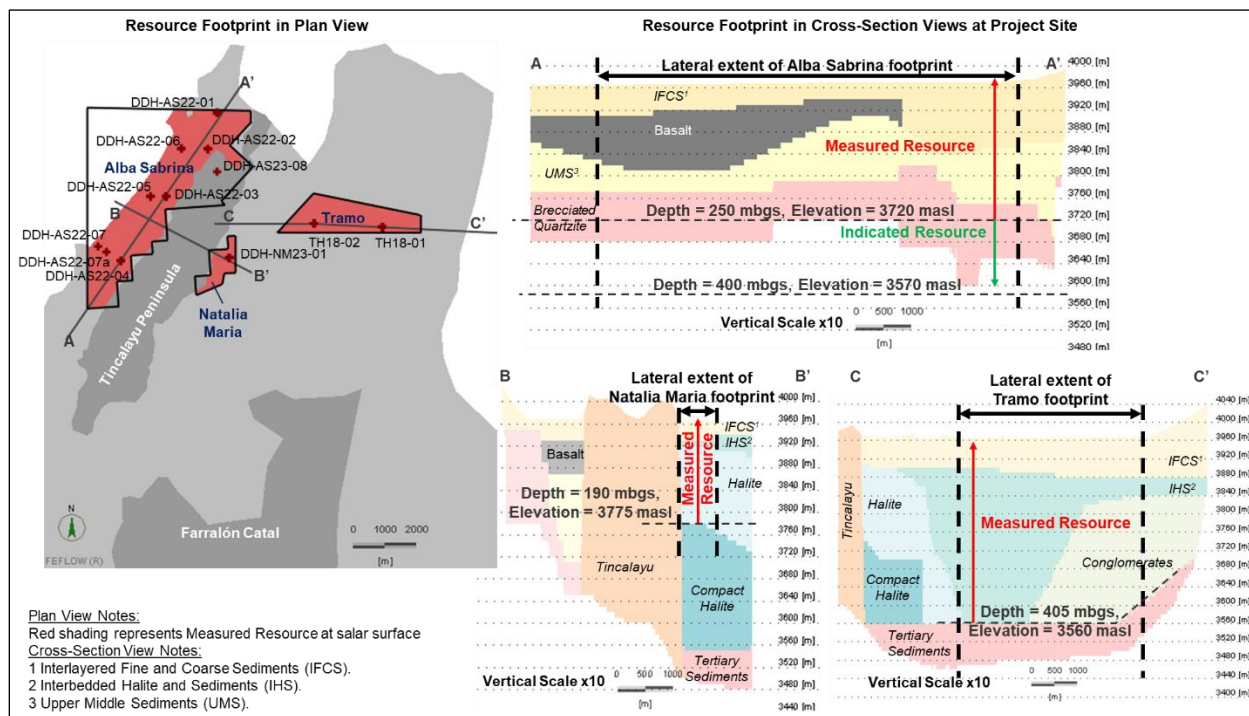 Resource Footprint in Plan View
A'
DDH-AS22-01
DDH-AS22-06
DDH-AS22-02
Alba Sabrina
DDH-AS23-08
DDH-AS22-05
DDH-AS22-03
B
C
Tramo
C'
TH18-02
TH18-01
DDH-AS22-07
DDH-NM23-01
DDH-AS22-07a
B'
DDH-AS22-04
Natalia
Maria
Tincalayu Peninsula
A
N
Farralón Catal
0 1000 2000
[m]
FEFLOW (R)
Plan View Notes:
Red shading represents Measured Resource at salar surface
Cross-Section View Notes:
1 Interlayered Fine and Coarse Sediments (IFCS).
2 Interbedded Halite and Sediments (IHS).
3 Upper Middle Sediments (UMS).
Resource Footprint in Cross-Section Views at Project Site
A
A'
Lateral extent of Alba Sabrina footprint
IFCS1
Basalt
Measured Resource
UMS3
Brecciated
Quartzite
Depth = 250 mbgs, Elevation = 3720 masl
Indicated Resource
Depth = 400 mbgs, Elevation = 3570 masl
Vertical Scale x10
0 500 1000
[m]
4000 [m]
3960 [m]
3920 [m]
3880 [m]
3840 [m]
3800 [m]
3760 [m]
3720 [m]
3680 [m]
3640 [m]
3600 [m]
3560 [m]
3520 [m]
3480 [m]
B
B'
Lateral extent of
Natalia Maria footprint
IFCS1
IHS2
Basalt
Measured
Resource
Halite
Depth = 190 mbgs,
Elevation = 3775 masl
Tincalayu
Compact
Halite
Tertiary
Sediments
0 500 1000
Vertical Scale x10
[m]
4000 [m]
3960 [m]
3920 [m]
3880 [m]
3840 [m]
3800 [m]
3760 [m]
3720 [m]
3680 [m]
3640 [m]
3600 [m]
3560 [m]
3520 [m]
3480 [m]
3440 [m]
C
C'
Lateral extent of
Tramo footprint
IFCS1
IHS2
Tincalayu
Halite
Measured Resource
Conglomerates
Compact
Halite
Depth = 405 mbgs,
Elevation = 3560 masl
Tertiary
Sediments
Vertical Scale x10
0 500 1000
[m]
4040 [m]
4000 [m]
3960 [m]
3920 [m]
3880 [m]
3840 [m]
3800 [m]
3760 [m]
3720 [m]
3680 [m]
3640 [m]
3600 [m]
3560 [m]
3520 [m]
3480 [m]
3440 [m]
3400 [m]